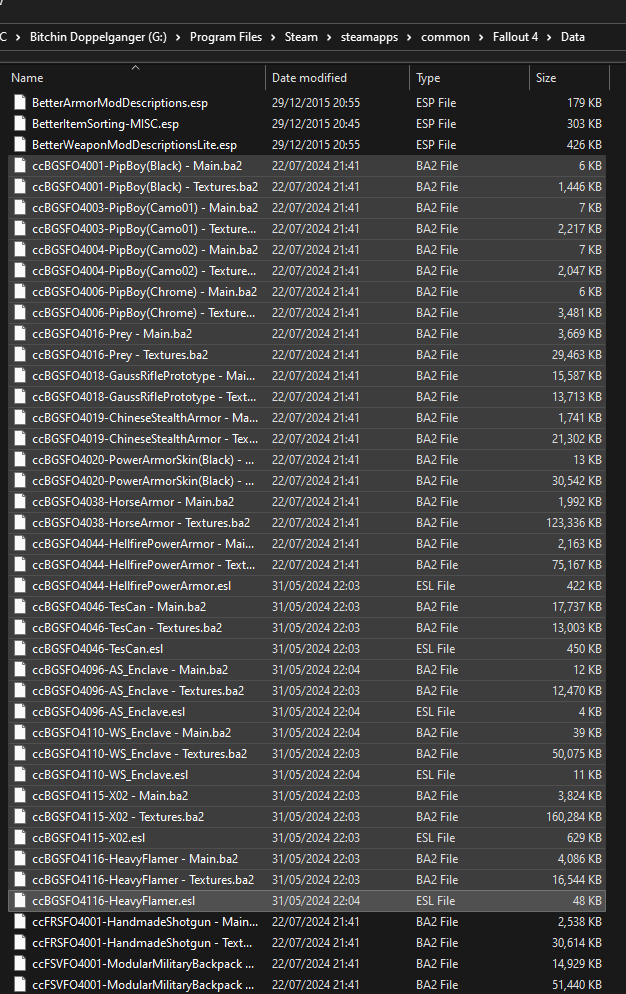 C > Bitchin Doppelganger (G:) > Program Files > Steam > steamapps > common > Fallout 4 > Data
Name Date modified Type Size
BetterArmorModDescriptions.esp 29/12/2015 20:55 ESP File 179 KB
BetterItemSorting-MISC.esp 29/12/2015 20:45 ESP File 303 KB
BetterWeaponModDescriptionsLite.esp 29/12/2015 20:55 ESP File 426 KB
ccBGSFO4001-PipBoy(Black) - Main.ba2 22/07/2024 21:41 BA2 File 6 KB
ccBGSFO4001-PipBoy(Black) - Textures.ba2 22/07/2024 21:41 BA2 File 1,446 KB
ccBGSFO4003-PipBoy(Camo01) - Main.ba2 22/07/2024 21:41 BA2 File 7 KB
ccBGSFO4003-PipBoy(Camo01) - Texture... 22/07/2024 21:41 BA2 File 2,217 KB
ccBGSFO4004-PipBoy(Camo02) - Main.ba2 22/07/2024 21:41 BA2 File 7 KB
ccBGSFO4004-PipBoy(Camo02) - Texture... 22/07/2024 21:41 BA2 File 2,047 KB
ccBGSFO4006-PipBoy(Chrome) - Main.ba2 22/07/2024 21:41 BA2 File 6 KB
ccBGSFO4006-PipBoy(Chrome) - Texture... 22/07/2024 21:41 BA2 File 3,481 KB
ccBGSFO4016-Prey - Main.ba2 22/07/2024 21:41 BA2 File 3,669 KB
ccBGSFO4016-Prey - Textures.ba2 22/07/2024 21:41 BA2 File 29,463 KB
ccBGSFO4018-GaussRiflePrototype - Mai... 22/07/2024 21:41 BA2 File 15,587 KB
ccBGSFO4018-GaussRiflePrototype - Text... 22/07/2024 21:41 BA2 File 13,713 KB
ccBGSFO4019-ChineseStealthArmor - Ma... 22/07/2024 21:41 BA2 File 1,741 KB
ccBGSFO4019-ChineseStealthArmor - Tex... 22/07/2024 21:41 BA2 File 21,302 KB
ccBGSFO4020-PowerArmorSkin(Black) - ... 22/07/2024 21:41 BA2 File 13 KB
ccBGSFO4020-PowerArmorSkin(Black) - ... 22/07/2024 21:41 BA2 File 30,542 KB
ccBGSFO4038-HorseArmor - Main.ba2 22/07/2024 21:41 BA2 File 1,992 KB
ccBGSFO4038-HorseArmor - Textures.ba2 22/07/2024 21:41 BA2 File 123,336 KB
ccBGSFO4044-HellfirePowerArmor - Mai... 22/07/2024 21:41 BA2 File 2,163 KB
ccBGSFO4044-HellfirePowerArmor - Text... 22/07/2024 21:41 BA2 File 75,167 KB
ccBGSFO4044-HellfirePowerArmor.esl 31/05/2024 22:03 ESL File 422 KB
ccBGSFO4046-TesCan - Main.ba2 31/05/2024 22:03 BA2 File 17,737 KB
ccBGSFO4046-TesCan - Textures.ba2 31/05/2024 22:03 BA2 File 13,003 KB
ccBGSFO4046-TesCan.esl 31/05/2024 22:03 ESL File 450 KB
ccBGSFO4096-AS_Enclave - Main.ba2 31/05/2024 22:04 BA2 File 12 KB
ccBGSFO4096-AS_Enclave - Textures.ba2 31/05/2024 22:03 BA2 File 12,470 KB
ccBGSFO4096-AS_Enclave.esl 31/05/2024 22:04 ESL File 4 KB
ccBGSFO4110-WS_Enclave - Main.ba2 31/05/2024 22:04 BA2 File 39 KB
ccBGSFO4110-WS_Enclave - Textures.ba2 31/05/2024 22:03 BA2 File 50,075 KB
ccBGSFO4110-WS_Enclave.esl 31/05/2024 22:04 ESL File 11 KB
ccBGSFO4115-X02 - Main.ba2 31/05/2024 22:03 BA2 File 3,824 KB
ccBGSFO4115-X02 - Textures.ba2 31/05/2024 22:03 BA2 File 160,284 KB
ccBGSFO4115-X02.esl 31/05/2024 22:03 ESL File 629 KB
ccBGSFO4116-HeavyFlamer - Main.ba2 31/05/2024 22:03 BA2 File 4,086 KB
ccBGSFO4116-HeavyFlamer - Textures.ba2 31/05/2024 22:03 BA2 File 16,544 KB
ccBGSFO4116-HeavyFlamer.esl 31/05/2024 22:04 ESL File 48 KB
ccFRSFO4001-HandmadeShotgun - Main... 22/07/2024 21:41 BA2 File 2,538 KB
ccFRSFO4001-HandmadeShotgun - Text... 22/07/2024 21:41 BA2 File 30,614 KB
ccFSVFO4001-ModularMilitaryBackpack ... 22/07/2024 21:41 BA2 File 14,929 KB
ccFSVFO4001-ModularMilitaryBackpack ... 22/07/2024 21:41 BA2 File 51,440 KB